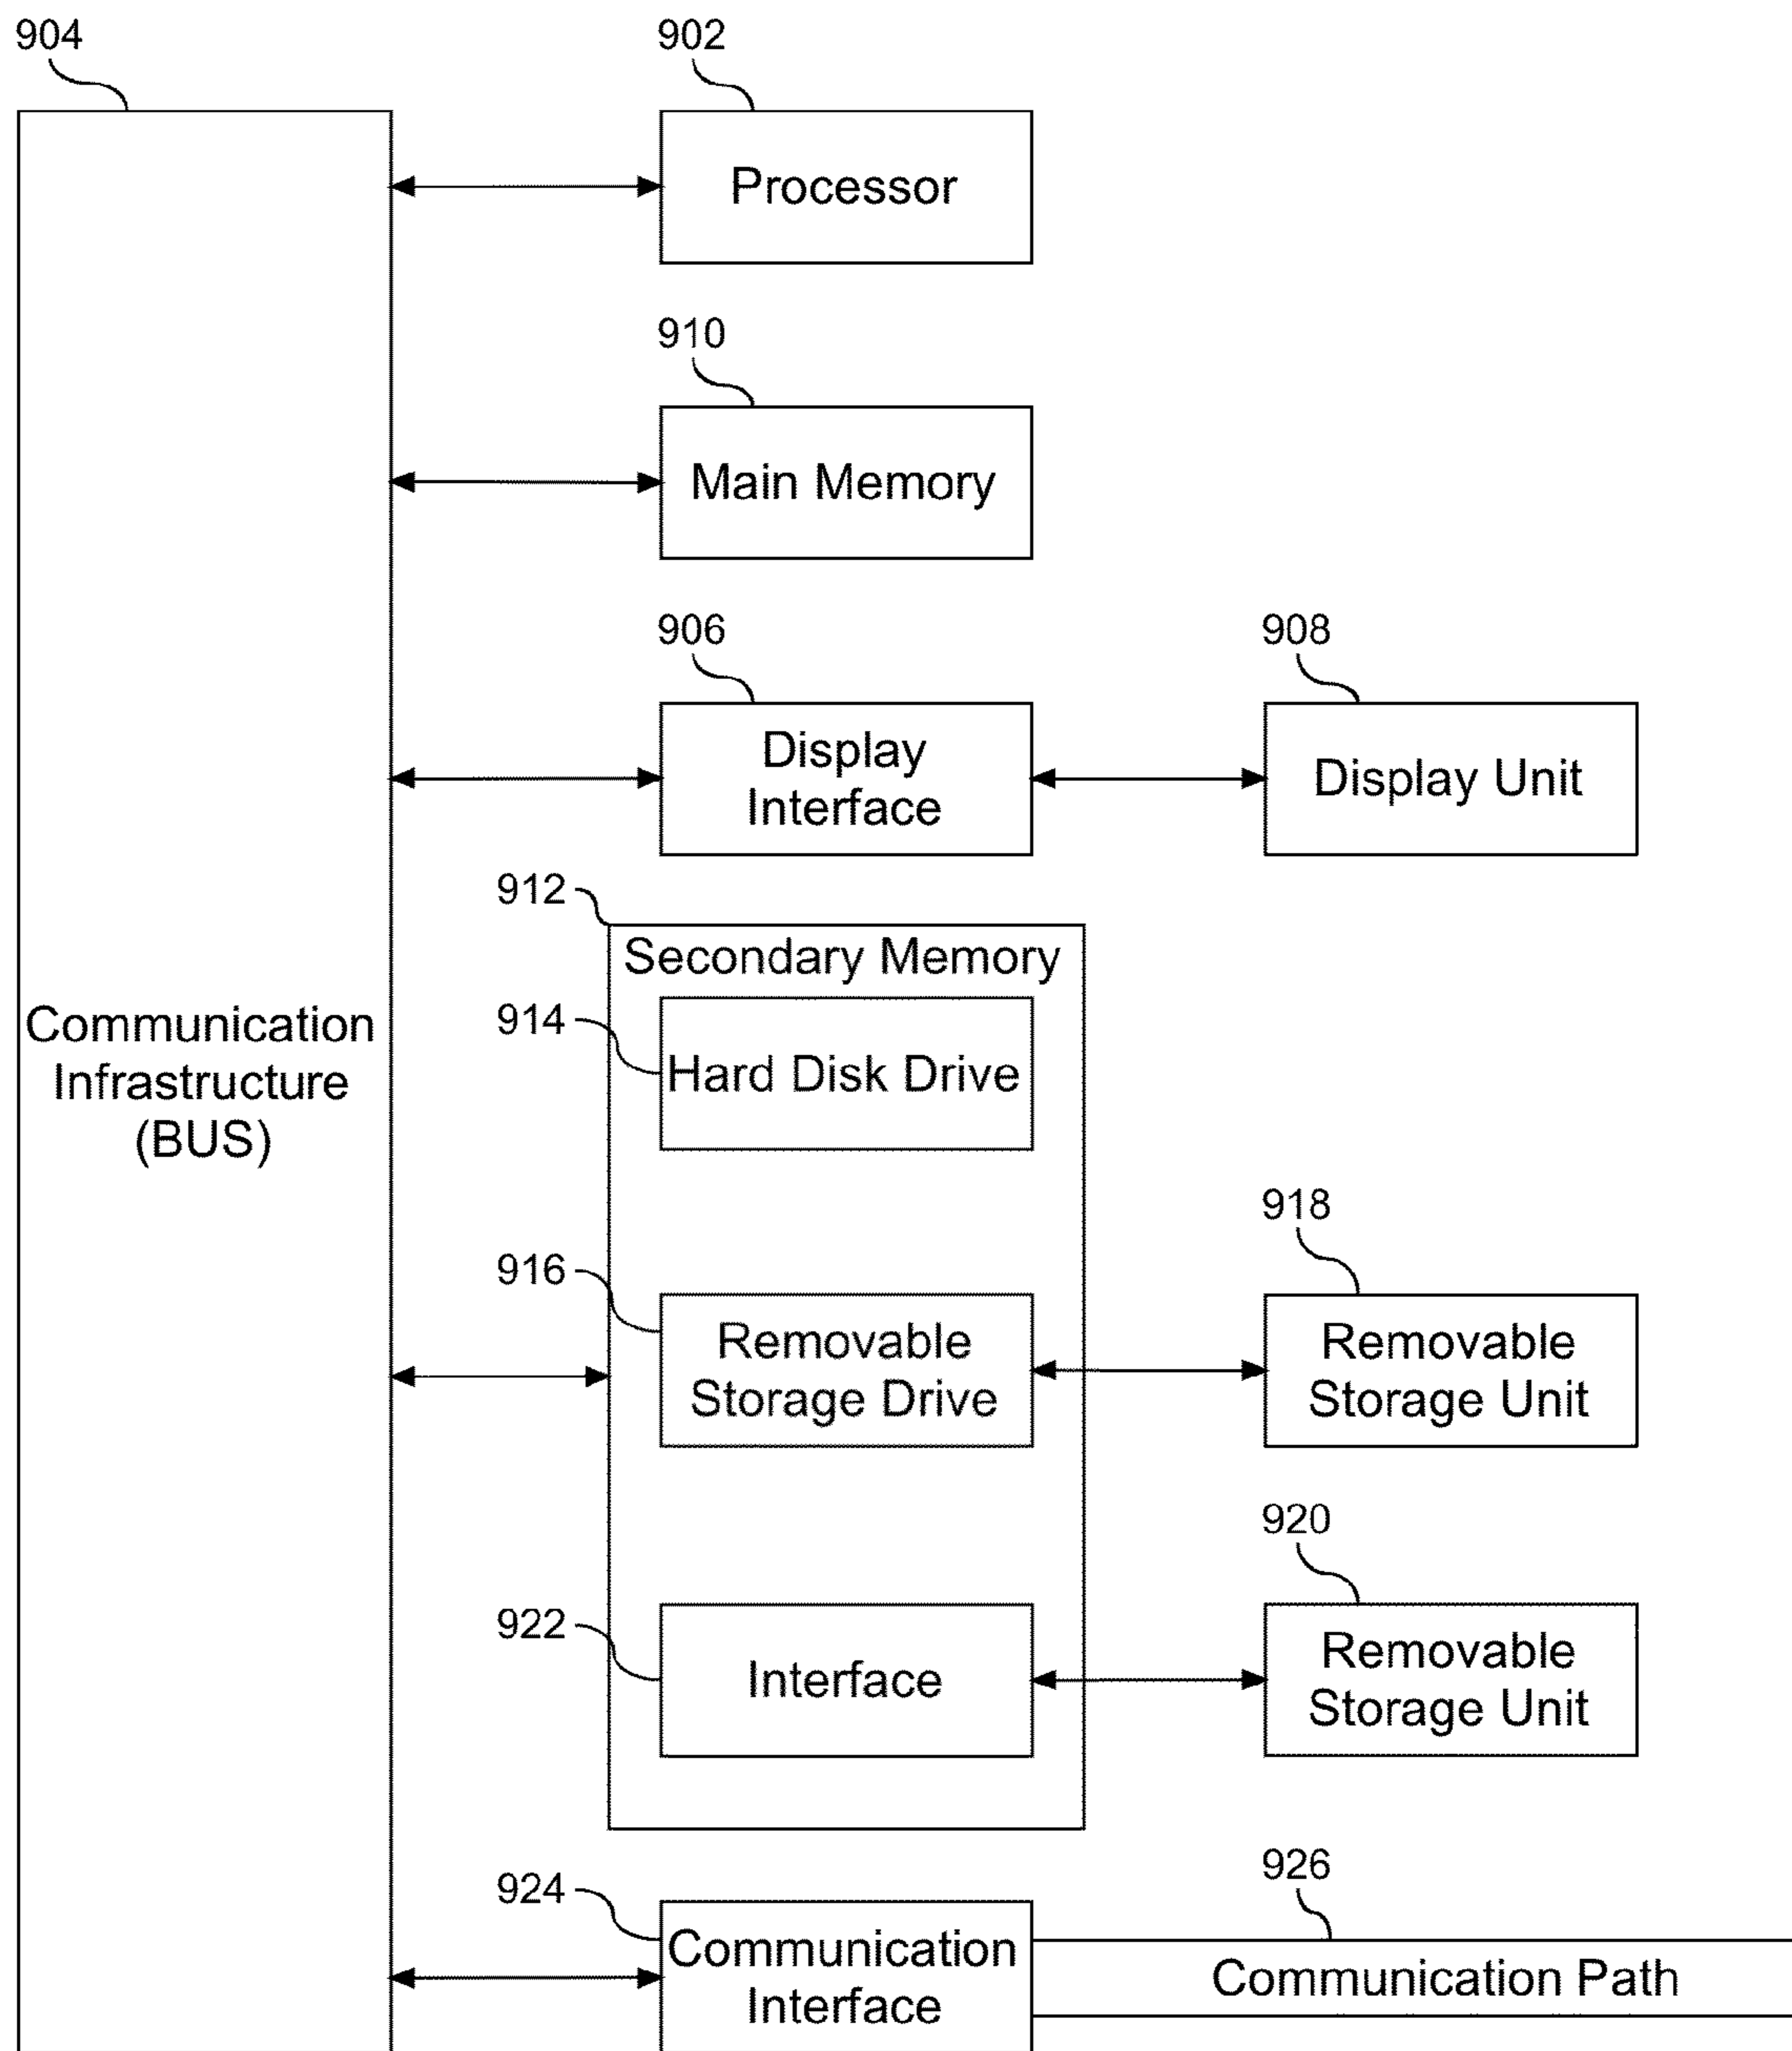 904
902
Processor
910
Main Memory
906
908
Display
Interface
Display Unit
912
Secondary Memory
914
Hard Disk Drive
Communication
Infrastructure
(BUS)
916
918
Removable
Storage Drive
Removable
Storage Unit
920
922
Interface
Removable
Storage Unit
924
926
Communication
Interface
Communication Path